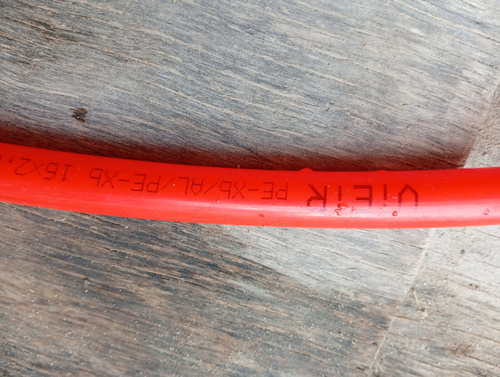 ViEiR PE-Xb/AL/PE-Xb 16x2,